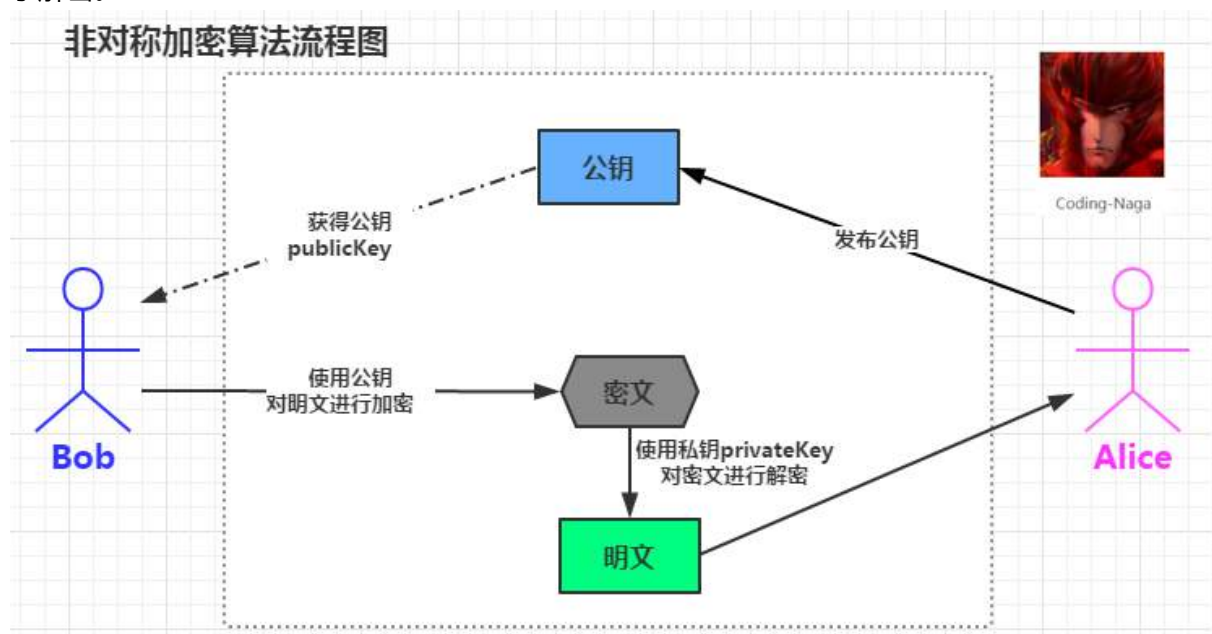 非对称加密算法流程图
公钥
Coding-Naga
获得公钥
publicKey
发布公钥
使用公钥
对明文进行加密
密文
使用私钥privateKey
对密文进行解密
Bob
Alice
明文